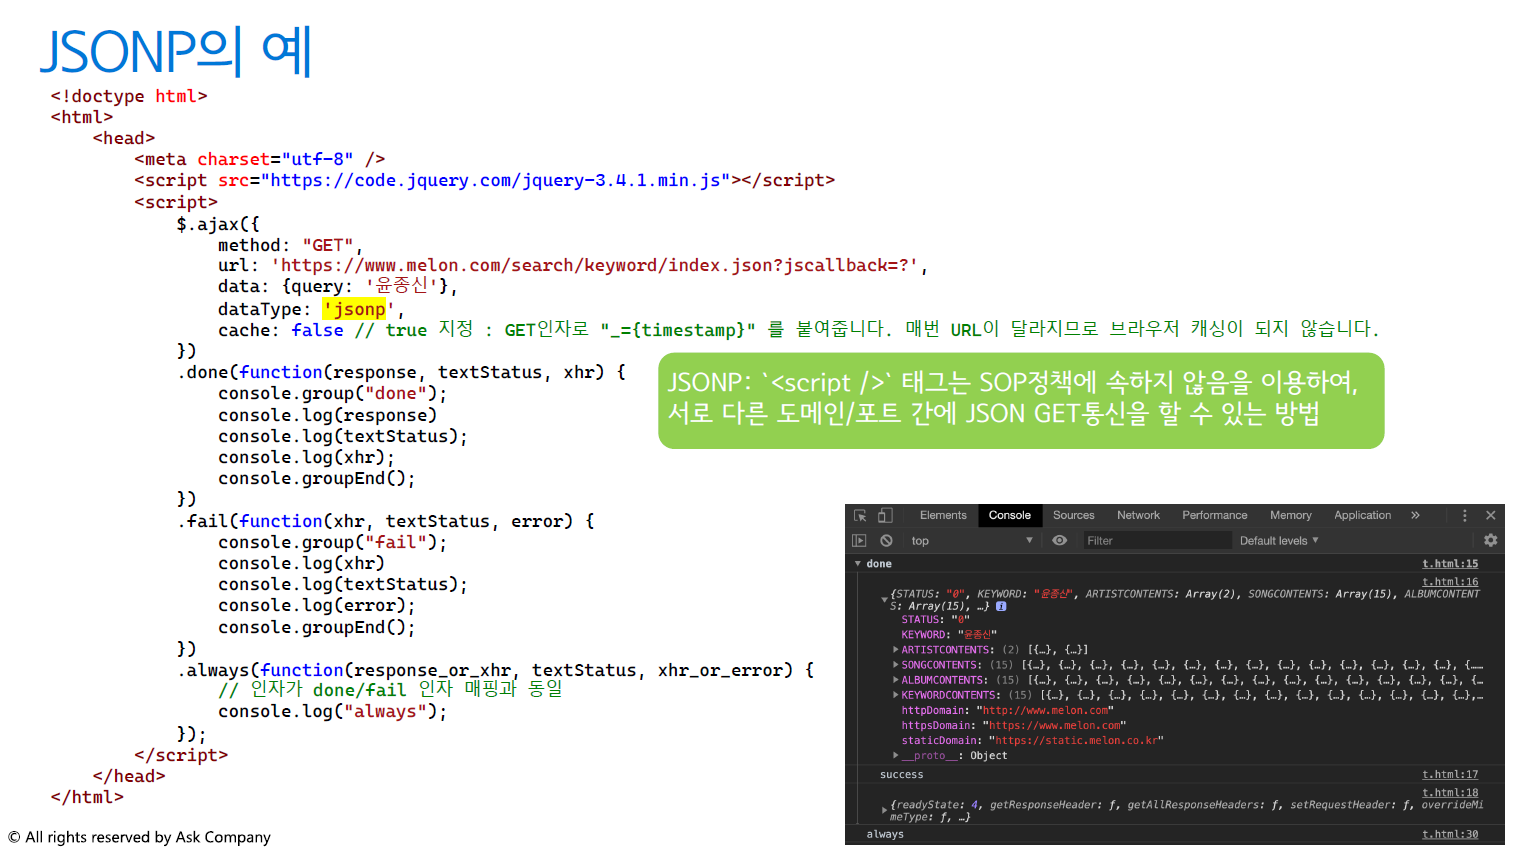 JSONP의 예
<!doctype html>
<html>
<head>
<meta charset="utf-8" />
<script src="https://code.jquery.com/jquery-3.4.1.min.js"></script>
<script>
$.ajax({
method: "GET",
url: 'https://www.melon.com/search/keyword/index.json?jscallback=?',
data: {query: '윤종신'},
dataType: 'jsonp',
cache: false // true 지정 : GET인자로 "_={timestamp}" 를 붙여줍니다. 매번 URL이 달라지므로 브라우저 캐싱이 되지 않습니다.
})
.done(function(response, textStatus, xhr) {
console.group("done");
console.log(response)
console.log(textStatus);
console.log(xhr);
console.groupEnd();
})
.fail(function(xhr, textStatus, error) {
console.group("fail");
console.log(xhr)
console.log(textStatus);
console.log(error);
console.groupEnd();
})
.always(function(response_or_xhr, textStatus, xhr_or_error) {
// 인자가 done/fail 인자 매핑과 동일
console.log("always");
});
</script>
</head>
</html>
JSONP: `<script />` 태그는 SOP정책에 속하지 않음을 이용하여,
서로 다른 도메인/포트 간에 JSON GET통신을 할 수 있는 방법
Elements Console Sources Network Performance Memory Application »
top Filter Default levels
done t.html:15
t.html:16
{STATUS: "0", KEYWORD: "윤종신", ARTISTCONTENTS: Array(2), SONGCONTENTS: Array(15), ALBUMCONTENT
S: Array(15), …}
STATUS: "0"
KEYWORD: "윤종신"
ARTISTCONTENTS: (2) [{…}, {…}]
SONGCONTENTS: (15) [{…}, {…}, {…}, {…}, {…}, {…}, {…}, {…}, {…}, {…}, {…}, {…}, {…}, {…}, {……
ALBUMCONTENTS: (15) [{…}, {…}, {…}, {…}, {…}, {…}, {…}, {…}, {…}, {…}, {…}, {…}, {…}, {…}, {…
KEYWORDCONTENTS: (15) [{…}, {…}, {…}, {…}, {…}, {…}, {…}, {…}, {…}, {…}, {…}, {…}, {…}, {…},…
httpDomain: "http://www.melon.com"
httpsDomain: "https://www.melon.com"
staticDomain: "https://static.melon.co.kr"
__proto__: Object
success t.html:17
t.html:18
{readyState: 4, getResponseHeader: ƒ, getAllResponseHeaders: ƒ, setRequestHeader: ƒ, overrideMi
meType: ƒ, …}
always t.html:30
© All rights reserved by Ask Company